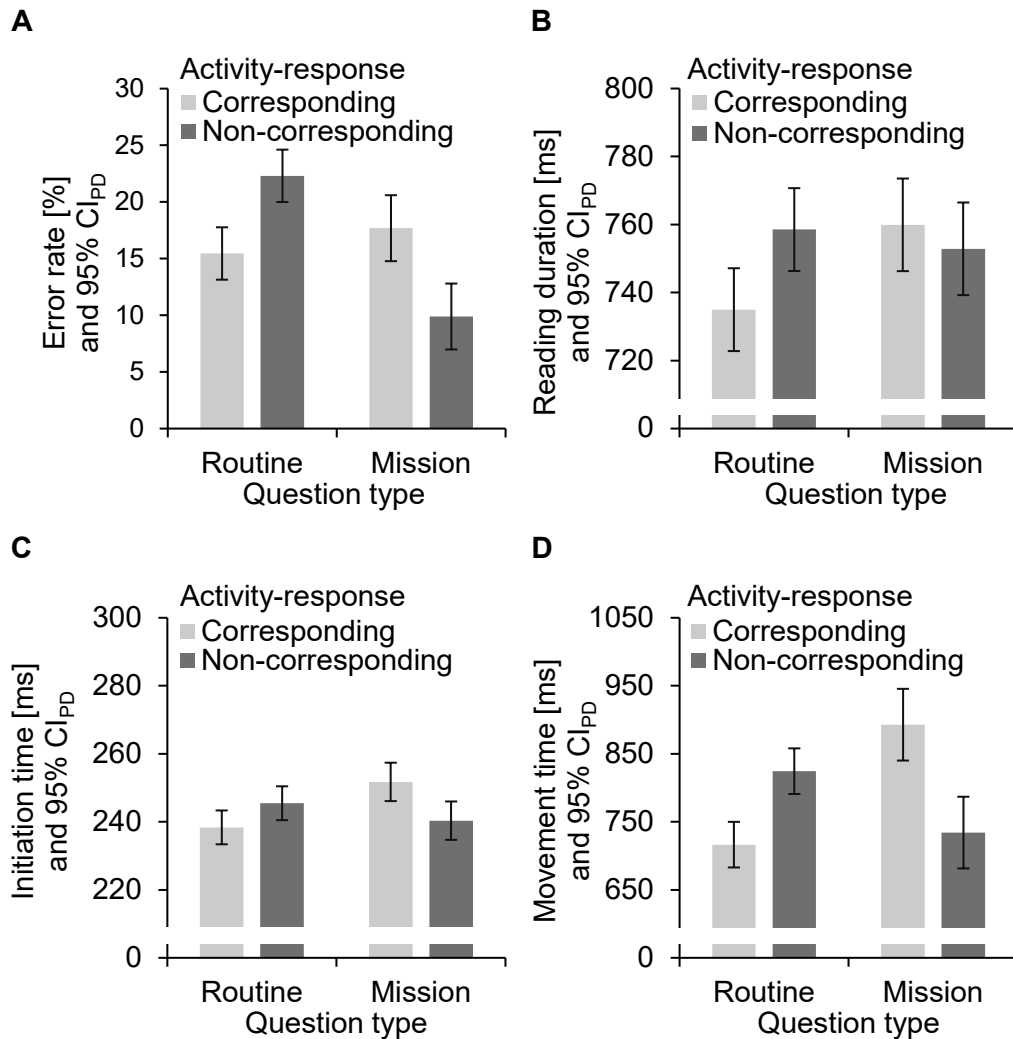 A
Activity-response
Corresponding
Non-corresponding
30
25
20
15
10
5
0
Error rate [%]
and 95% CI_PD
Routine
Mission
Question type
B
Activity-response
Corresponding
Non-corresponding
800
780
760
740
720
0
Reading duration [ms]
and 95% CI_PD
Routine
Mission
Question type
C
Activity-response
Corresponding
Non-corresponding
300
280
260
240
220
0
Initiation time [ms]
and 95% CI_PD
Routine
Mission
Question type
D
Activity-response
Corresponding
Non-corresponding
1050
950
850
750
650
0
Movement time [ms]
and 95% CI_PD
Routine
Mission
Question type